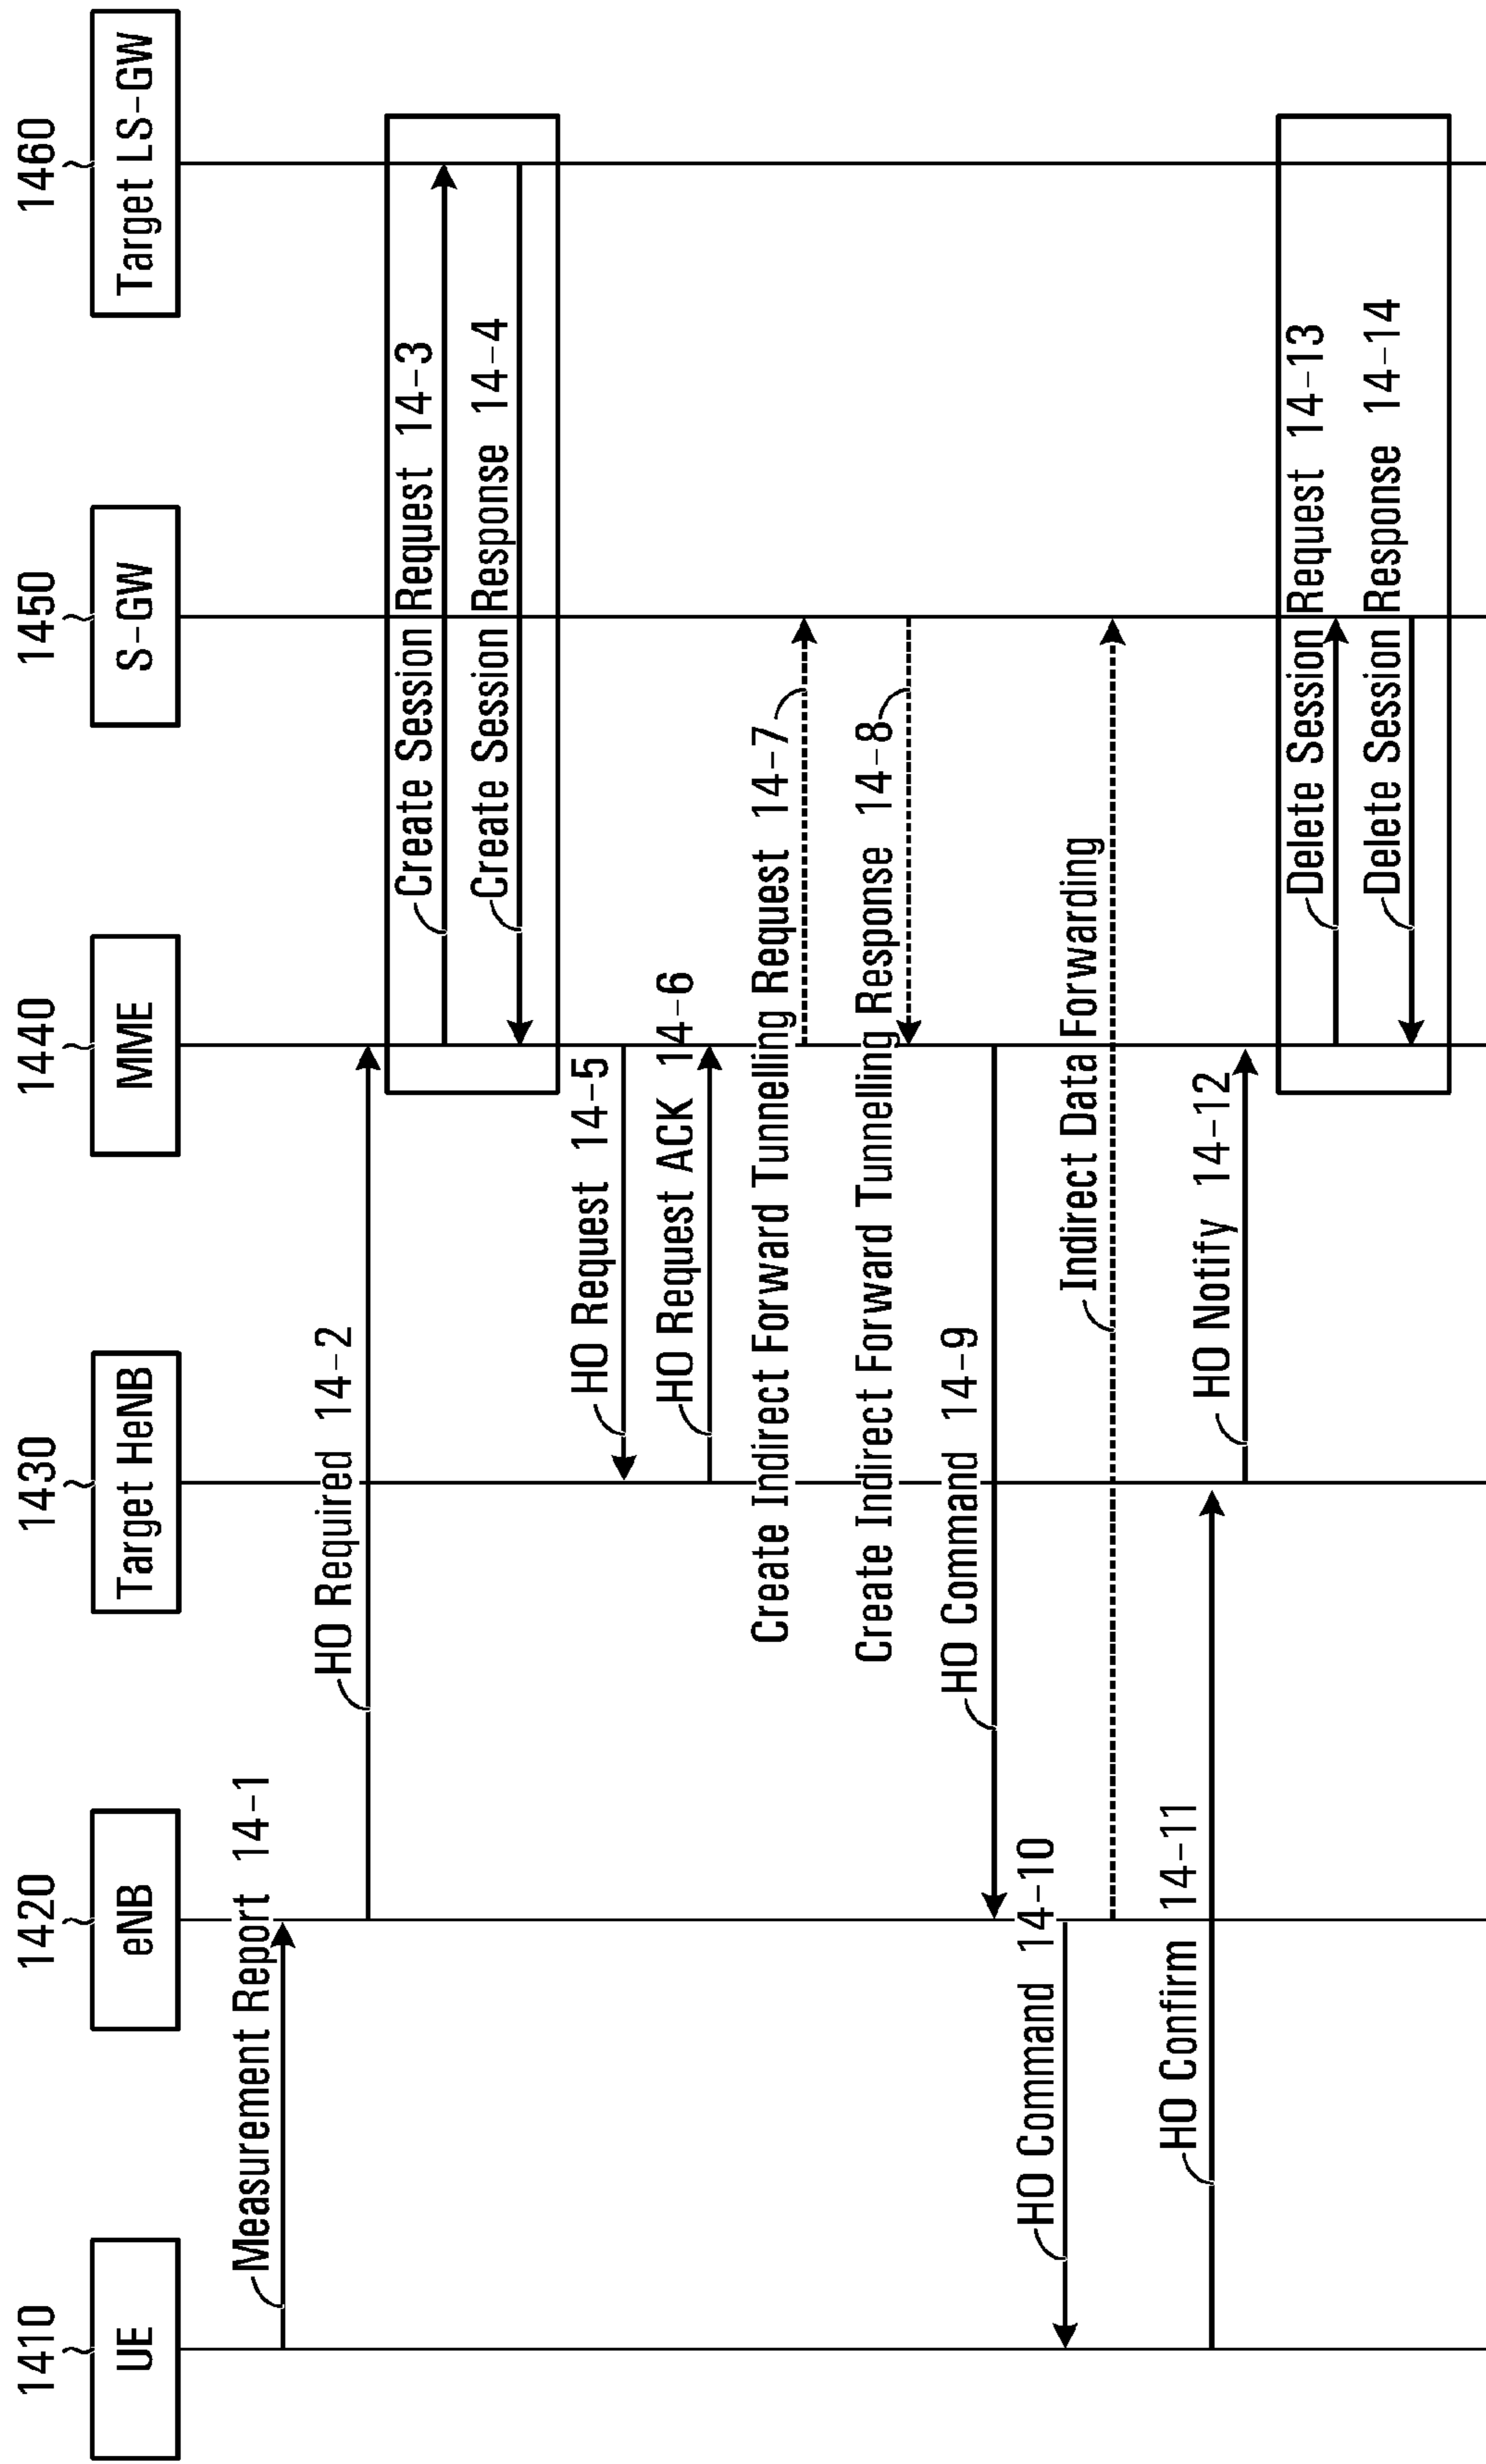 1410
1420
1430
1440
1450
1460
UE
eNB
Target HeNB
MME
S-GW
Target LS-GW
Measurement Report 14-1
HO Required 14-2
Create Session Request 14-3
Create Session Response 14-4
HO Request 14-5
HO Request ACK 14-6
Create Indirect Forward Tunnelling Request 14-7
Create Indirect Forward Tunnelling Response 14-8
HO Command 14-9
HO Command 14-10
Indirect Data Forwarding
HO Confirm 14-11
HO Notify 14-12
Delete Session Request 14-13
Delete Session Response 14-14